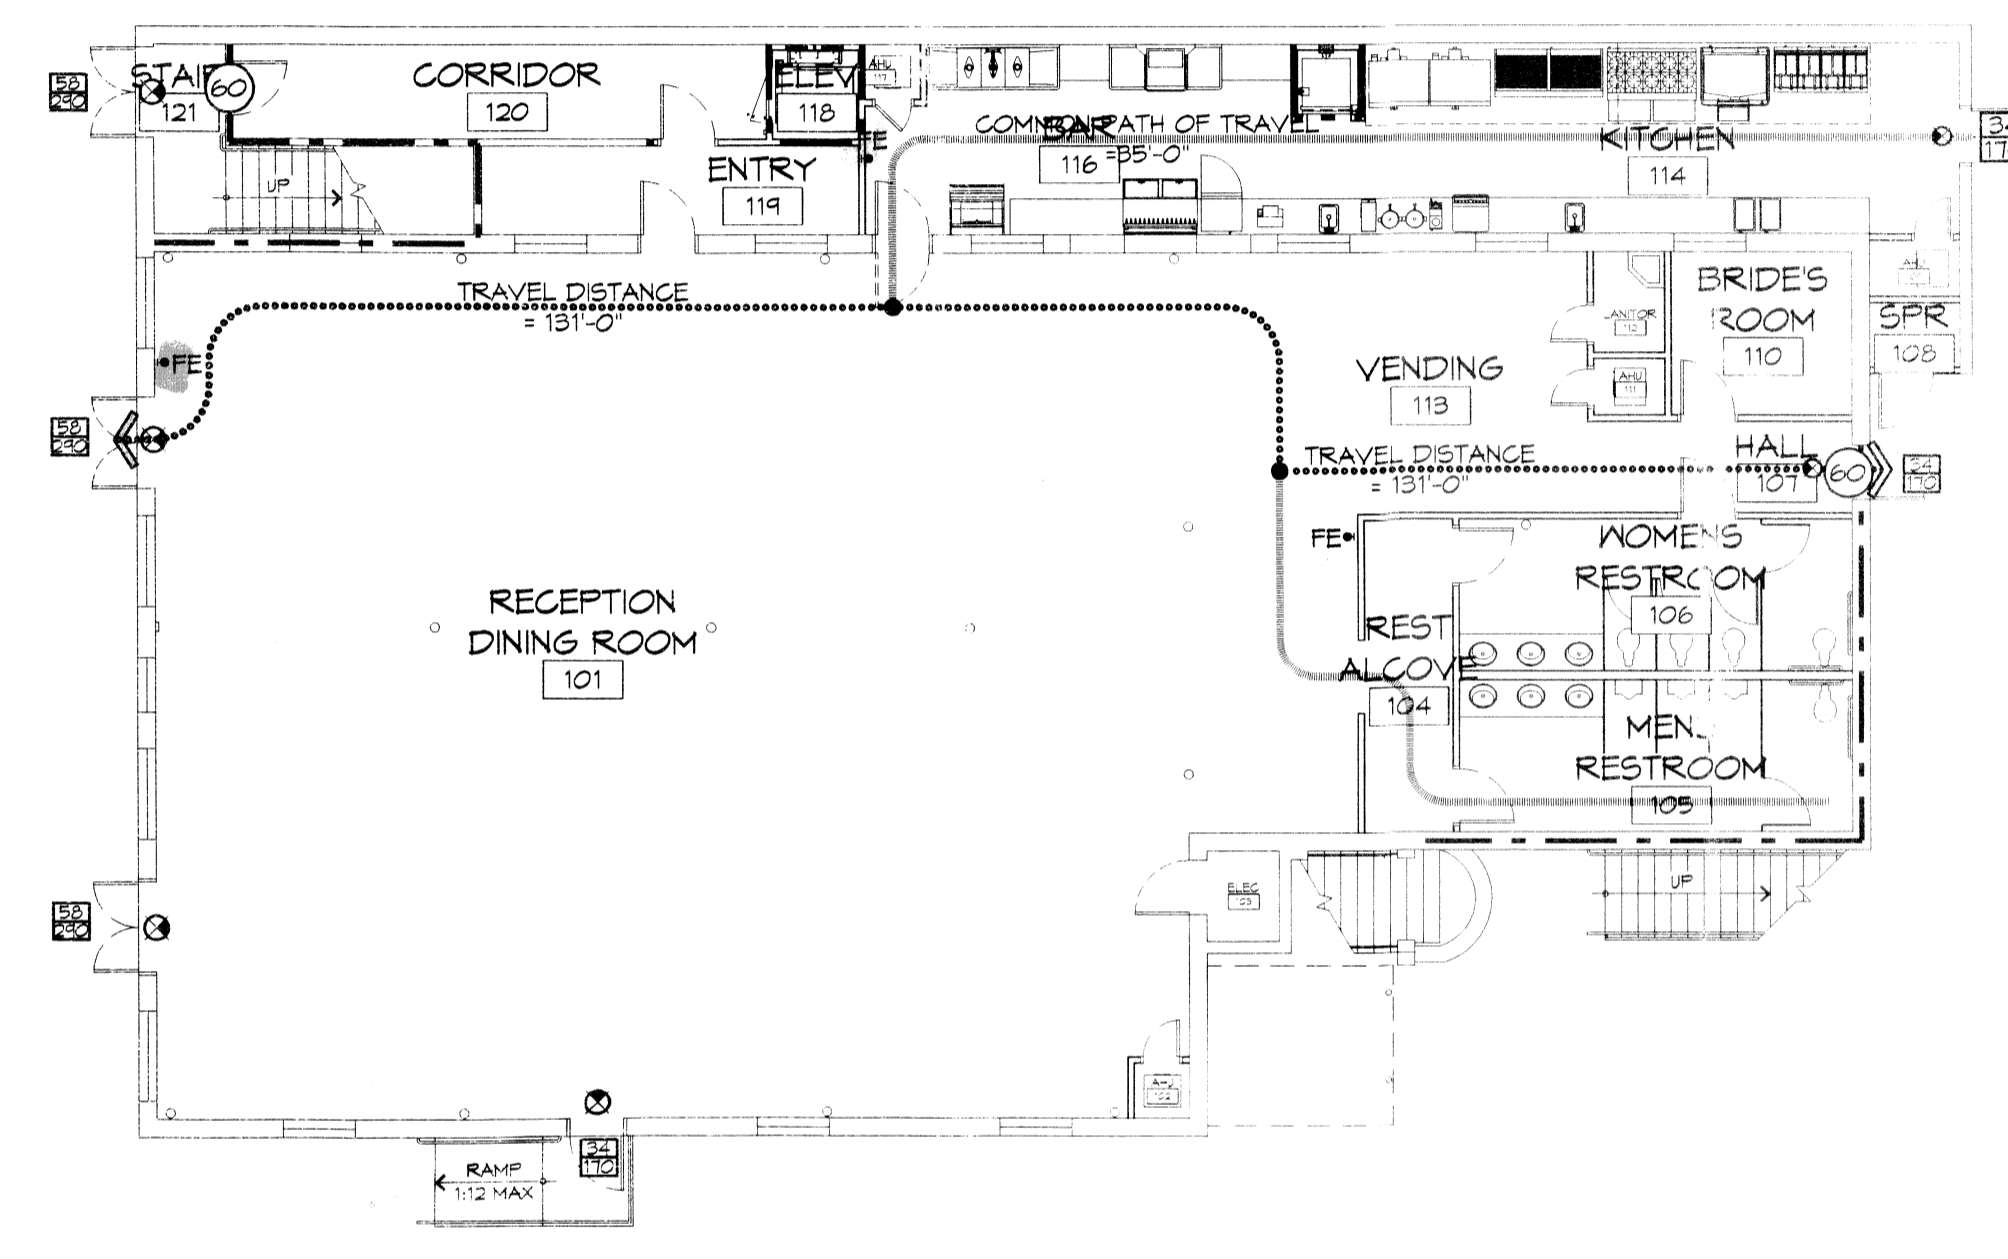 58
290
STAIR
121
60
CORRIDOR
120
ELEV
118
AHU
117
FE
COMMON PATH OF TRAVEL
= 35'-0"
BAR
116
KITCHEN
114
34
UP
ENTRY
119
TRAVEL DISTANCE
= 131'-0"
FE
58
290
VENDING
113
JANITOR
112
AHU
111
BRIDE'S
ROOM
110
AHU
SPR
108
TRAVEL DISTANCE
= 131'-0"
HALL
107
60
34
170
FE
WOMENS
RESTROOM
106
REST
ALCOVE
104
MENS
RESTROOM
105
RECEPTION
DINING ROOM
101
58
290
ELEC
103
UP
AHU
102
34
170
RAMP
1:12 MAX